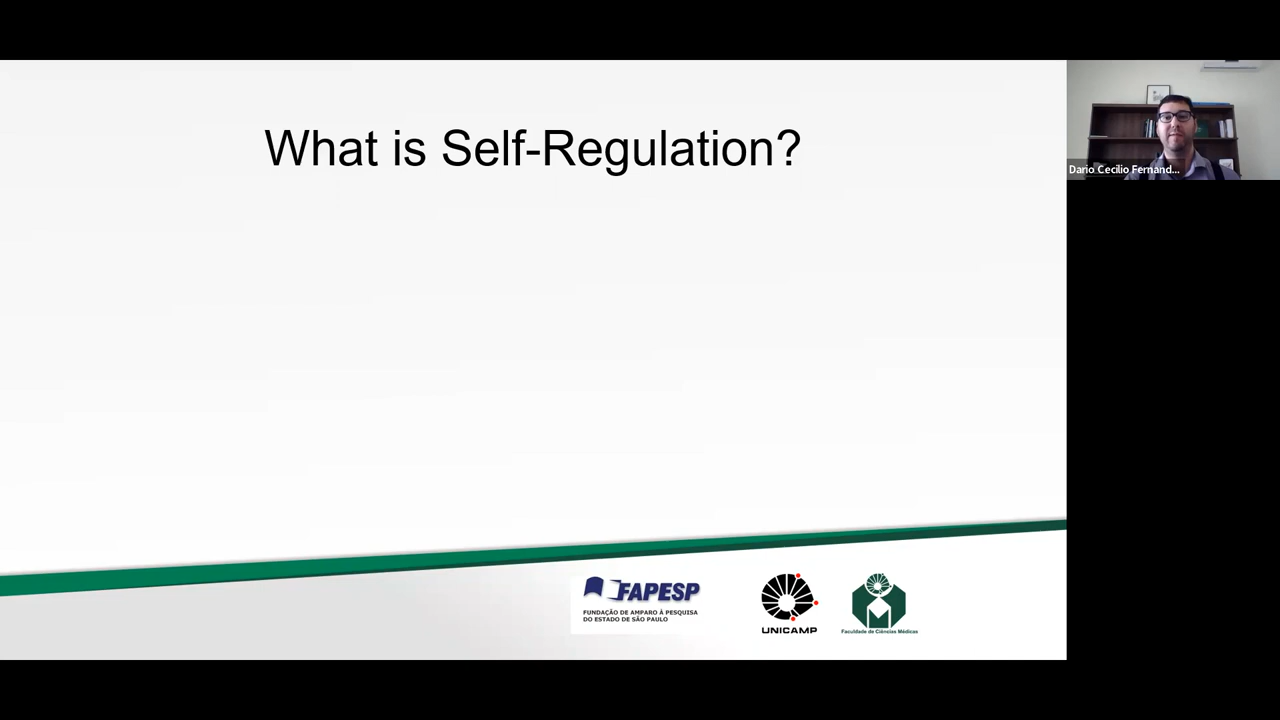 What is Self-Regulation?
Dario Cecilio Fernand...
FAPESP
FUNDAÇÃO DE AMPARO À PESQUISA
DO ESTADO DE SÃO PAULO
UNICAMP
Faculdade de Ciências Médicas